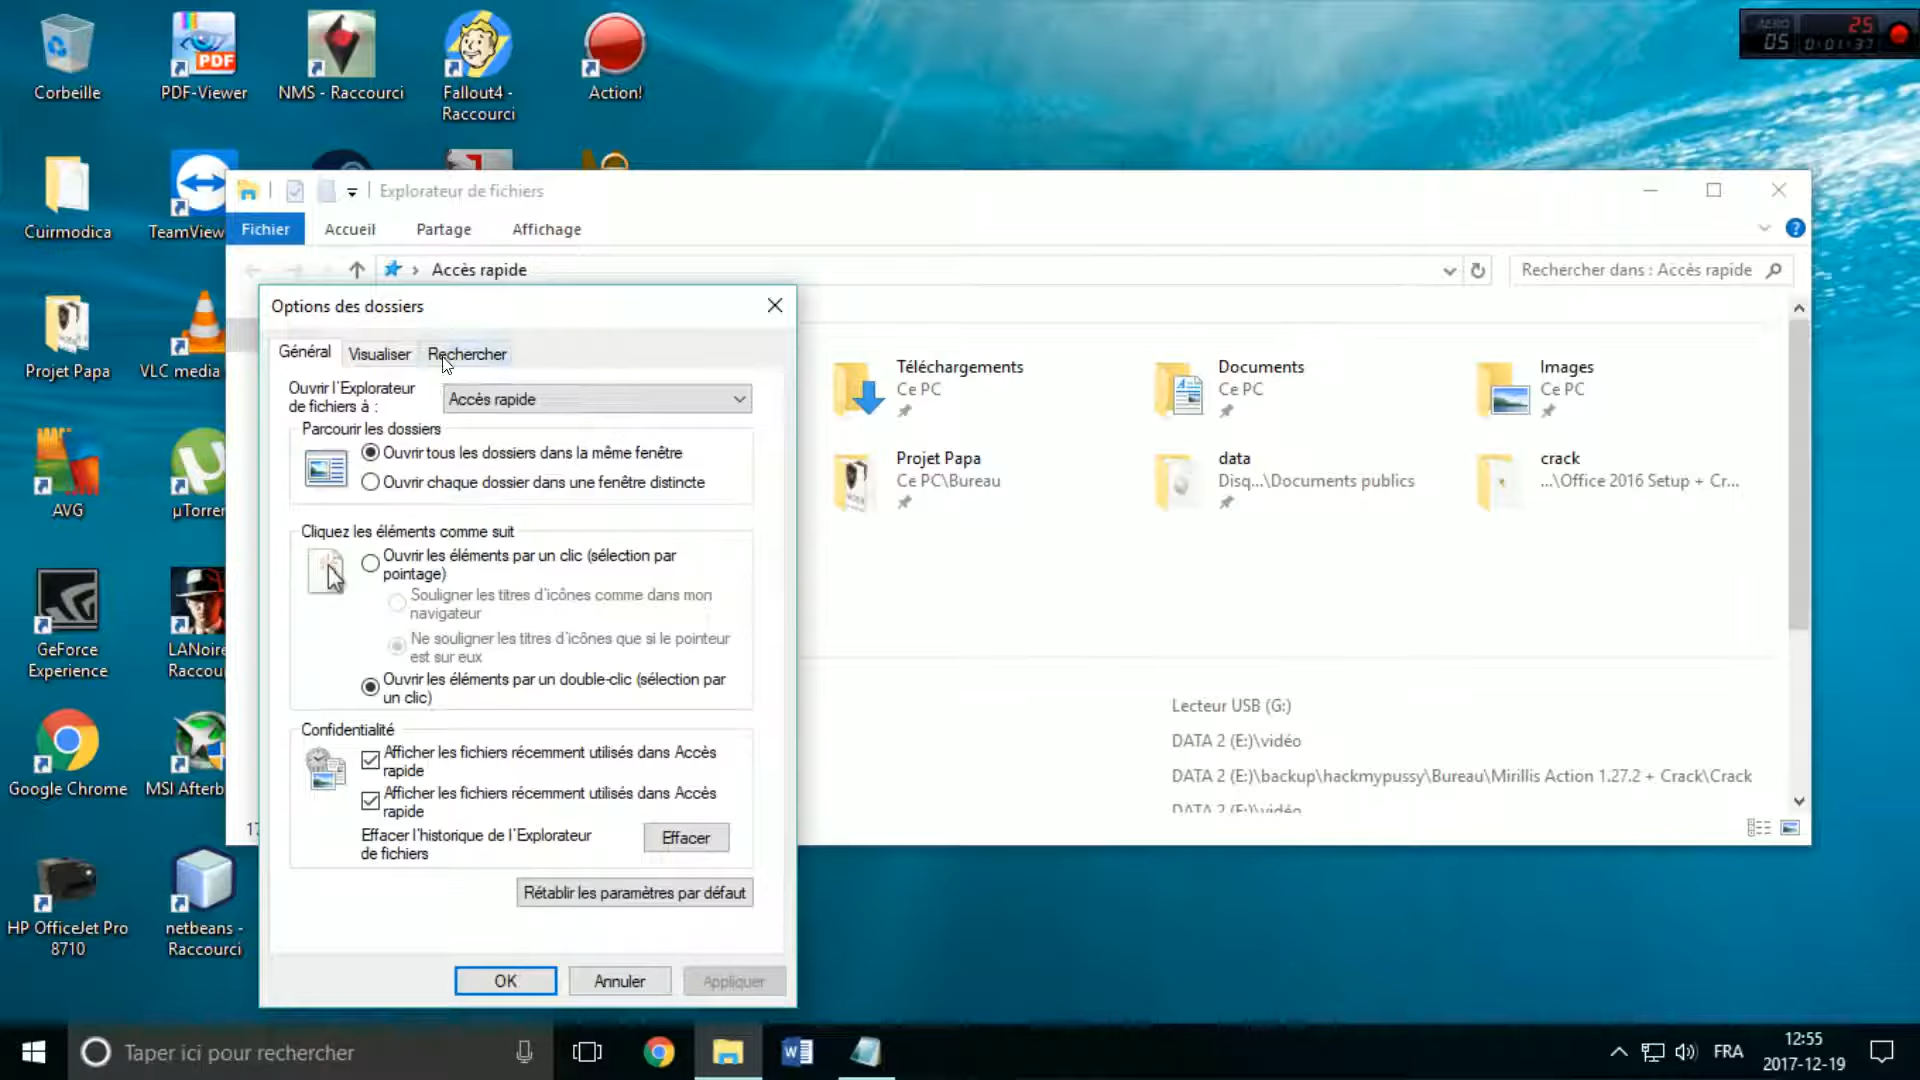 Corbeille
PDF-Viewer
NMS - Raccourci
Fallout4 -
Raccourci
Action!
25
05
0:01:37
Cuirmodica
TeamView
Projet Papa
VLC media
AVG
µTorren
GeForce
Experience
LANoire
Raccou
Google Chrome
MSI Afterb
HP OfficeJet Pro
8710
netbeans -
Raccourci
PDF
Explorateur de fichiers
Fichier
Accueil
Partage
Affichage
Accès rapide
Rechercher dans : Accès rapide
Options des dossiers
Général
Visualiser
Rechercher
Ouvrir l'Explorateur
de fichiers à :
Accès rapide
Parcourir les dossiers
Ouvrir tous les dossiers dans la même fenêtre
Ouvrir chaque dossier dans une fenêtre distincte
Cliquez les éléments comme suit
Ouvrir les éléments par un clic (sélection par
pointage)
Souligner les titres d'icônes comme dans mon
navigateur
Ne souligner les titres d'icônes que si le pointeur
est sur eux
Ouvrir les éléments par un double-clic (sélection par
un clic)
Confidentialité
Afficher les fichiers récemment utilisés dans Accès
rapide
Afficher les fichiers récemment utilisés dans Accès
rapide
Effacer l'historique de l'Explorateur
de fichiers
Effacer
Rétablir les paramètres par défaut
OK
Annuler
Appliquer
Téléchargements
Ce PC
Documents
Ce PC
Images
Ce PC
Projet Papa
Ce PC\Bureau
data
Disq...\Documents publics
crack
...\Office 2016 Setup + Cr...
Lecteur USB (G:)
DATA 2 (E:)\vidéo
DATA 2 (E:)\backup\hackmypussy\Bureau\Mirillis Action 1.27.2 + Crack\Crack
DATA 2 (E:)\vidéo
17
Taper ici pour rechercher
FRA
12:55
2017-12-19